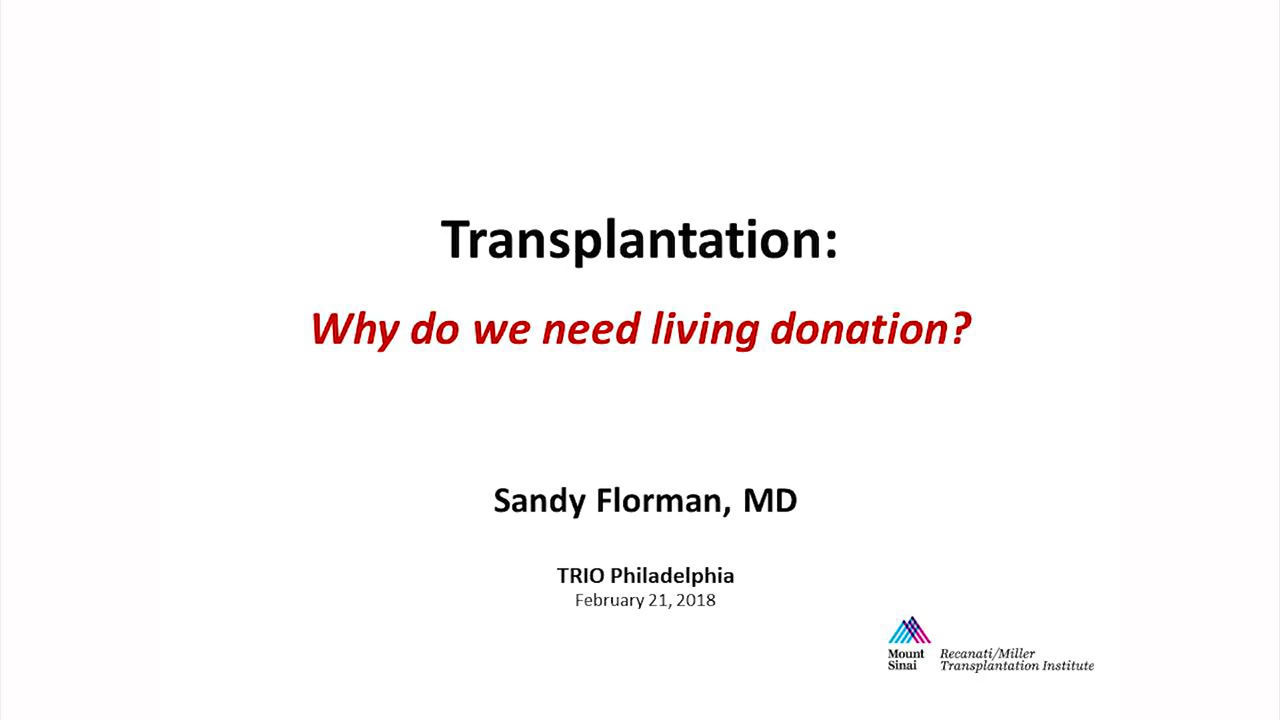 Transplantation:
Why do we need living donation?
Sandy Florman, MD
TRIO Philadelphia
February 21, 2018
Mount
Sinai
Recanati/Miller
Transplantation Institute